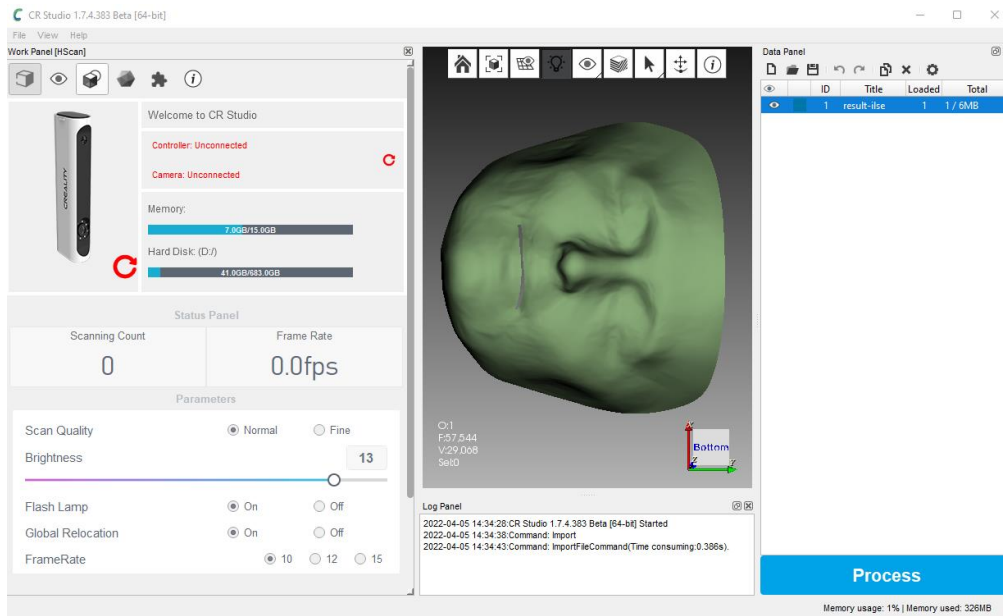 CR Studio 1.7.4.383 Beta [64-bit]
File View Help
Work Panel [HScan]
Welcome to CR Studio
Controller: Unconnected
Camera: Unconnected
CREALITY
Memory:
7.0GB/15.0GB
Hard Disk: (D:/)
41.0GB/683.0GB
Status Panel
Scanning Count
Frame Rate
0
0.0fps
Parameters
Scan Quality
Normal
Fine
Brightness
13
Flash Lamp
On
Off
Global Relocation
On
Off
FrameRate
10
12
15
O:1
F:57,544
V:29,068
Sel:0
X
Bottom
Z
Y
Log Panel
2022-04-05 14:34:28:CR Studio 1.7.4.383 Beta [64-bit] Started
2022-04-05 14:34:38:Command: Import
2022-04-05 14:34:43:Command: ImportFileCommand(Time consuming:0.386s).
Data Panel
ID Title Loaded Total
1 result-ilse 1 1 / 6MB
Process
Memory usage: 1% | Memory used: 326MB